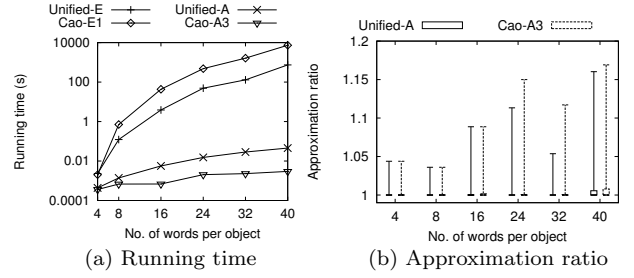 Unified-E Unified-A
Cao-E1 Cao-A3
Running time (s)
10000
100
1
0.01
0.0001
4 8 16 24 32 40
No. of words per object
(a) Running time
Unified-A Cao-A3
Approximation ratio
1.2
1.15
1.1
1.05
1
4 8 16 24 32 40
No. of words per object
(b) Approximation ratio